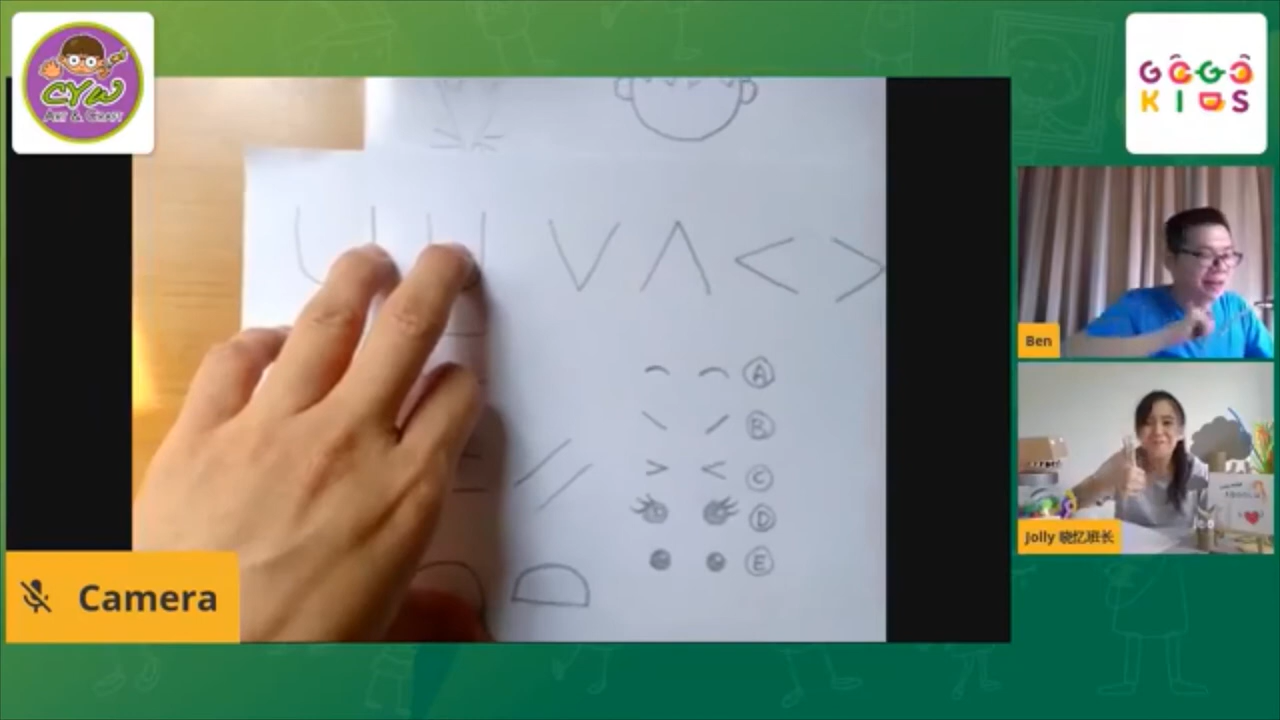 CYW
ART & CRAFT
GOGO
KIDS
A
B
C
D
E
Ben
Jolly 晓忆班长
Camera